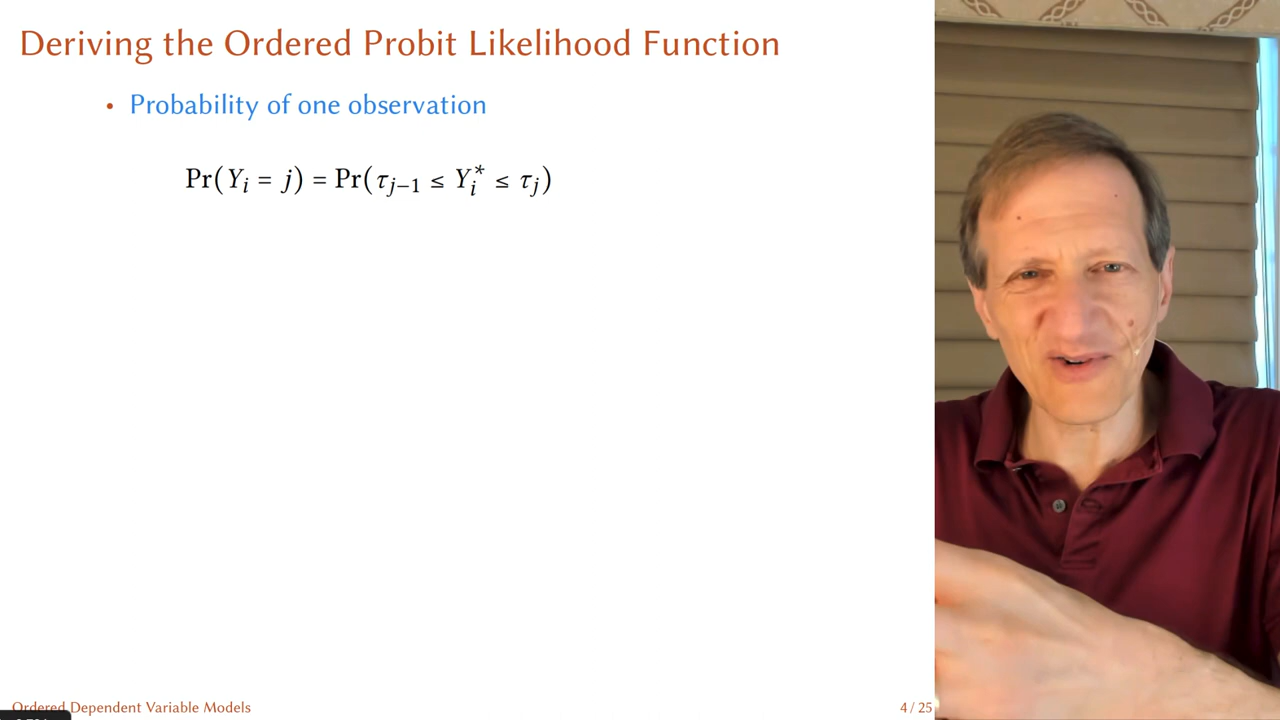 Deriving the Ordered Probit Likelihood Function
• Probability of one observation
Pr(Y_i = j) = Pr(τ_{j−1} ≤ Y_i^* ≤ τ_j)
Ordered Dependent Variable Models
4 / 25